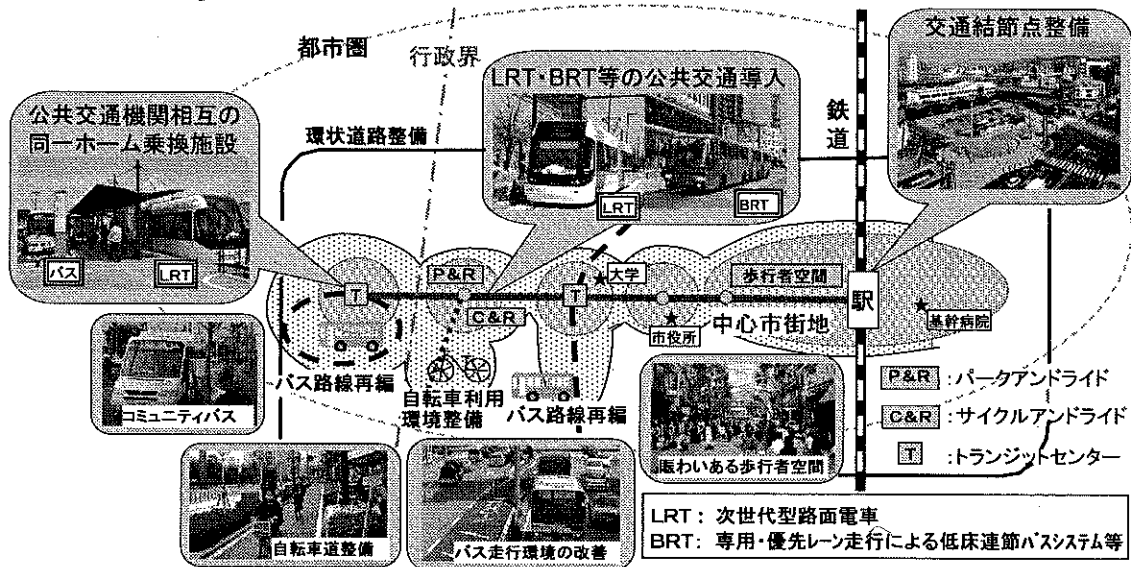 都市圏
行政界
交通結節点整備
LRT・BRT等の公共交通導入
公共交通機関相互の
同一ホーム乗換施設
環状道路整備
鉄道
LRT
BRT
バス
LRT
P&R
大学
歩行者空間
T
T
駅
C&R
市役所
中心市街地
基幹病院
バス路線再編
自転車利用
環境整備
バス路線再編
コミュニティバス
賑わいある歩行者空間
P&R :パークアンドライド
C&R :サイクルアンドライド
T :トランジットセンター
自転車道整備
バス走行環境の改善
LRT: 次世代型路面電車
BRT: 専用・優先レーン走行による低床連節バスシステム等